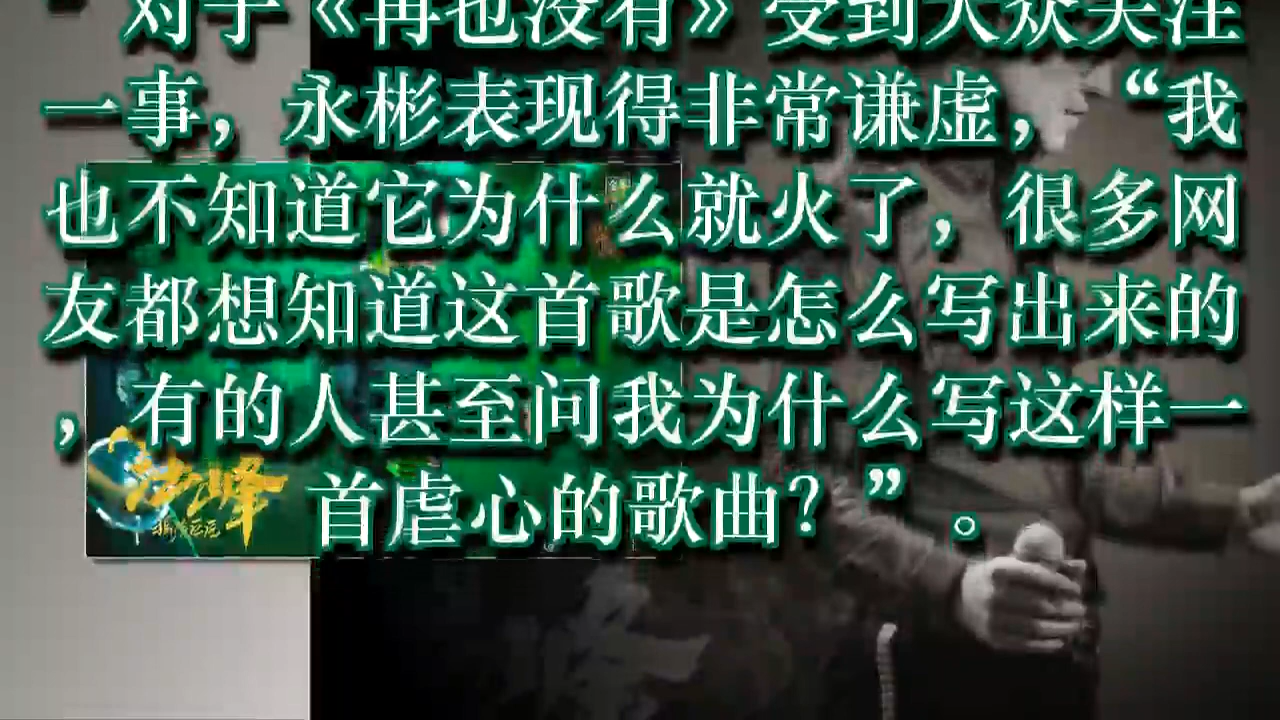 对于《再也没有》受到大众关注
一事，永彬表现得非常谦虚，“我
也不知道它为什么就火了，很多网
友都想知道这首歌是怎么写出来的
，有的人甚至问我为什么写这样一
首虐心的歌曲？”。